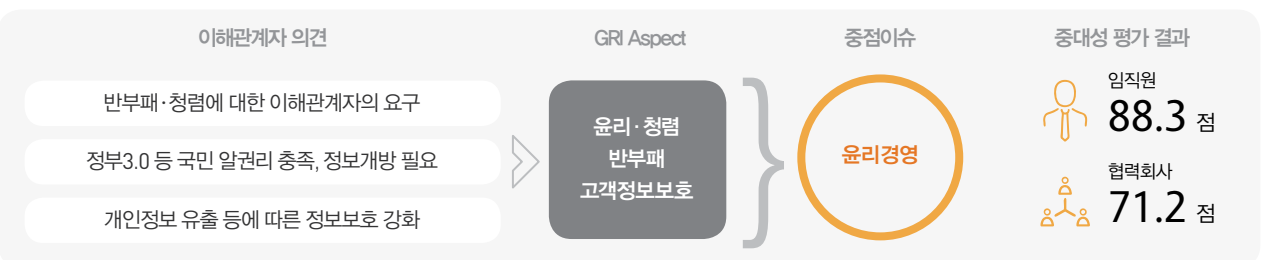 이해관계자 의견
GRI Aspect
중점이슈
중대성 평가 결과
반부패·청렴에 대한 이해관계자의 요구
정부3.0 등 국민 알권리 충족, 정보개방 필요
개인정보 유출 등에 따른 정보보호 강화
윤리·청렴
반부패
고객정보보호
윤리경영
임직원
88.3 점
협력회사
71.2 점